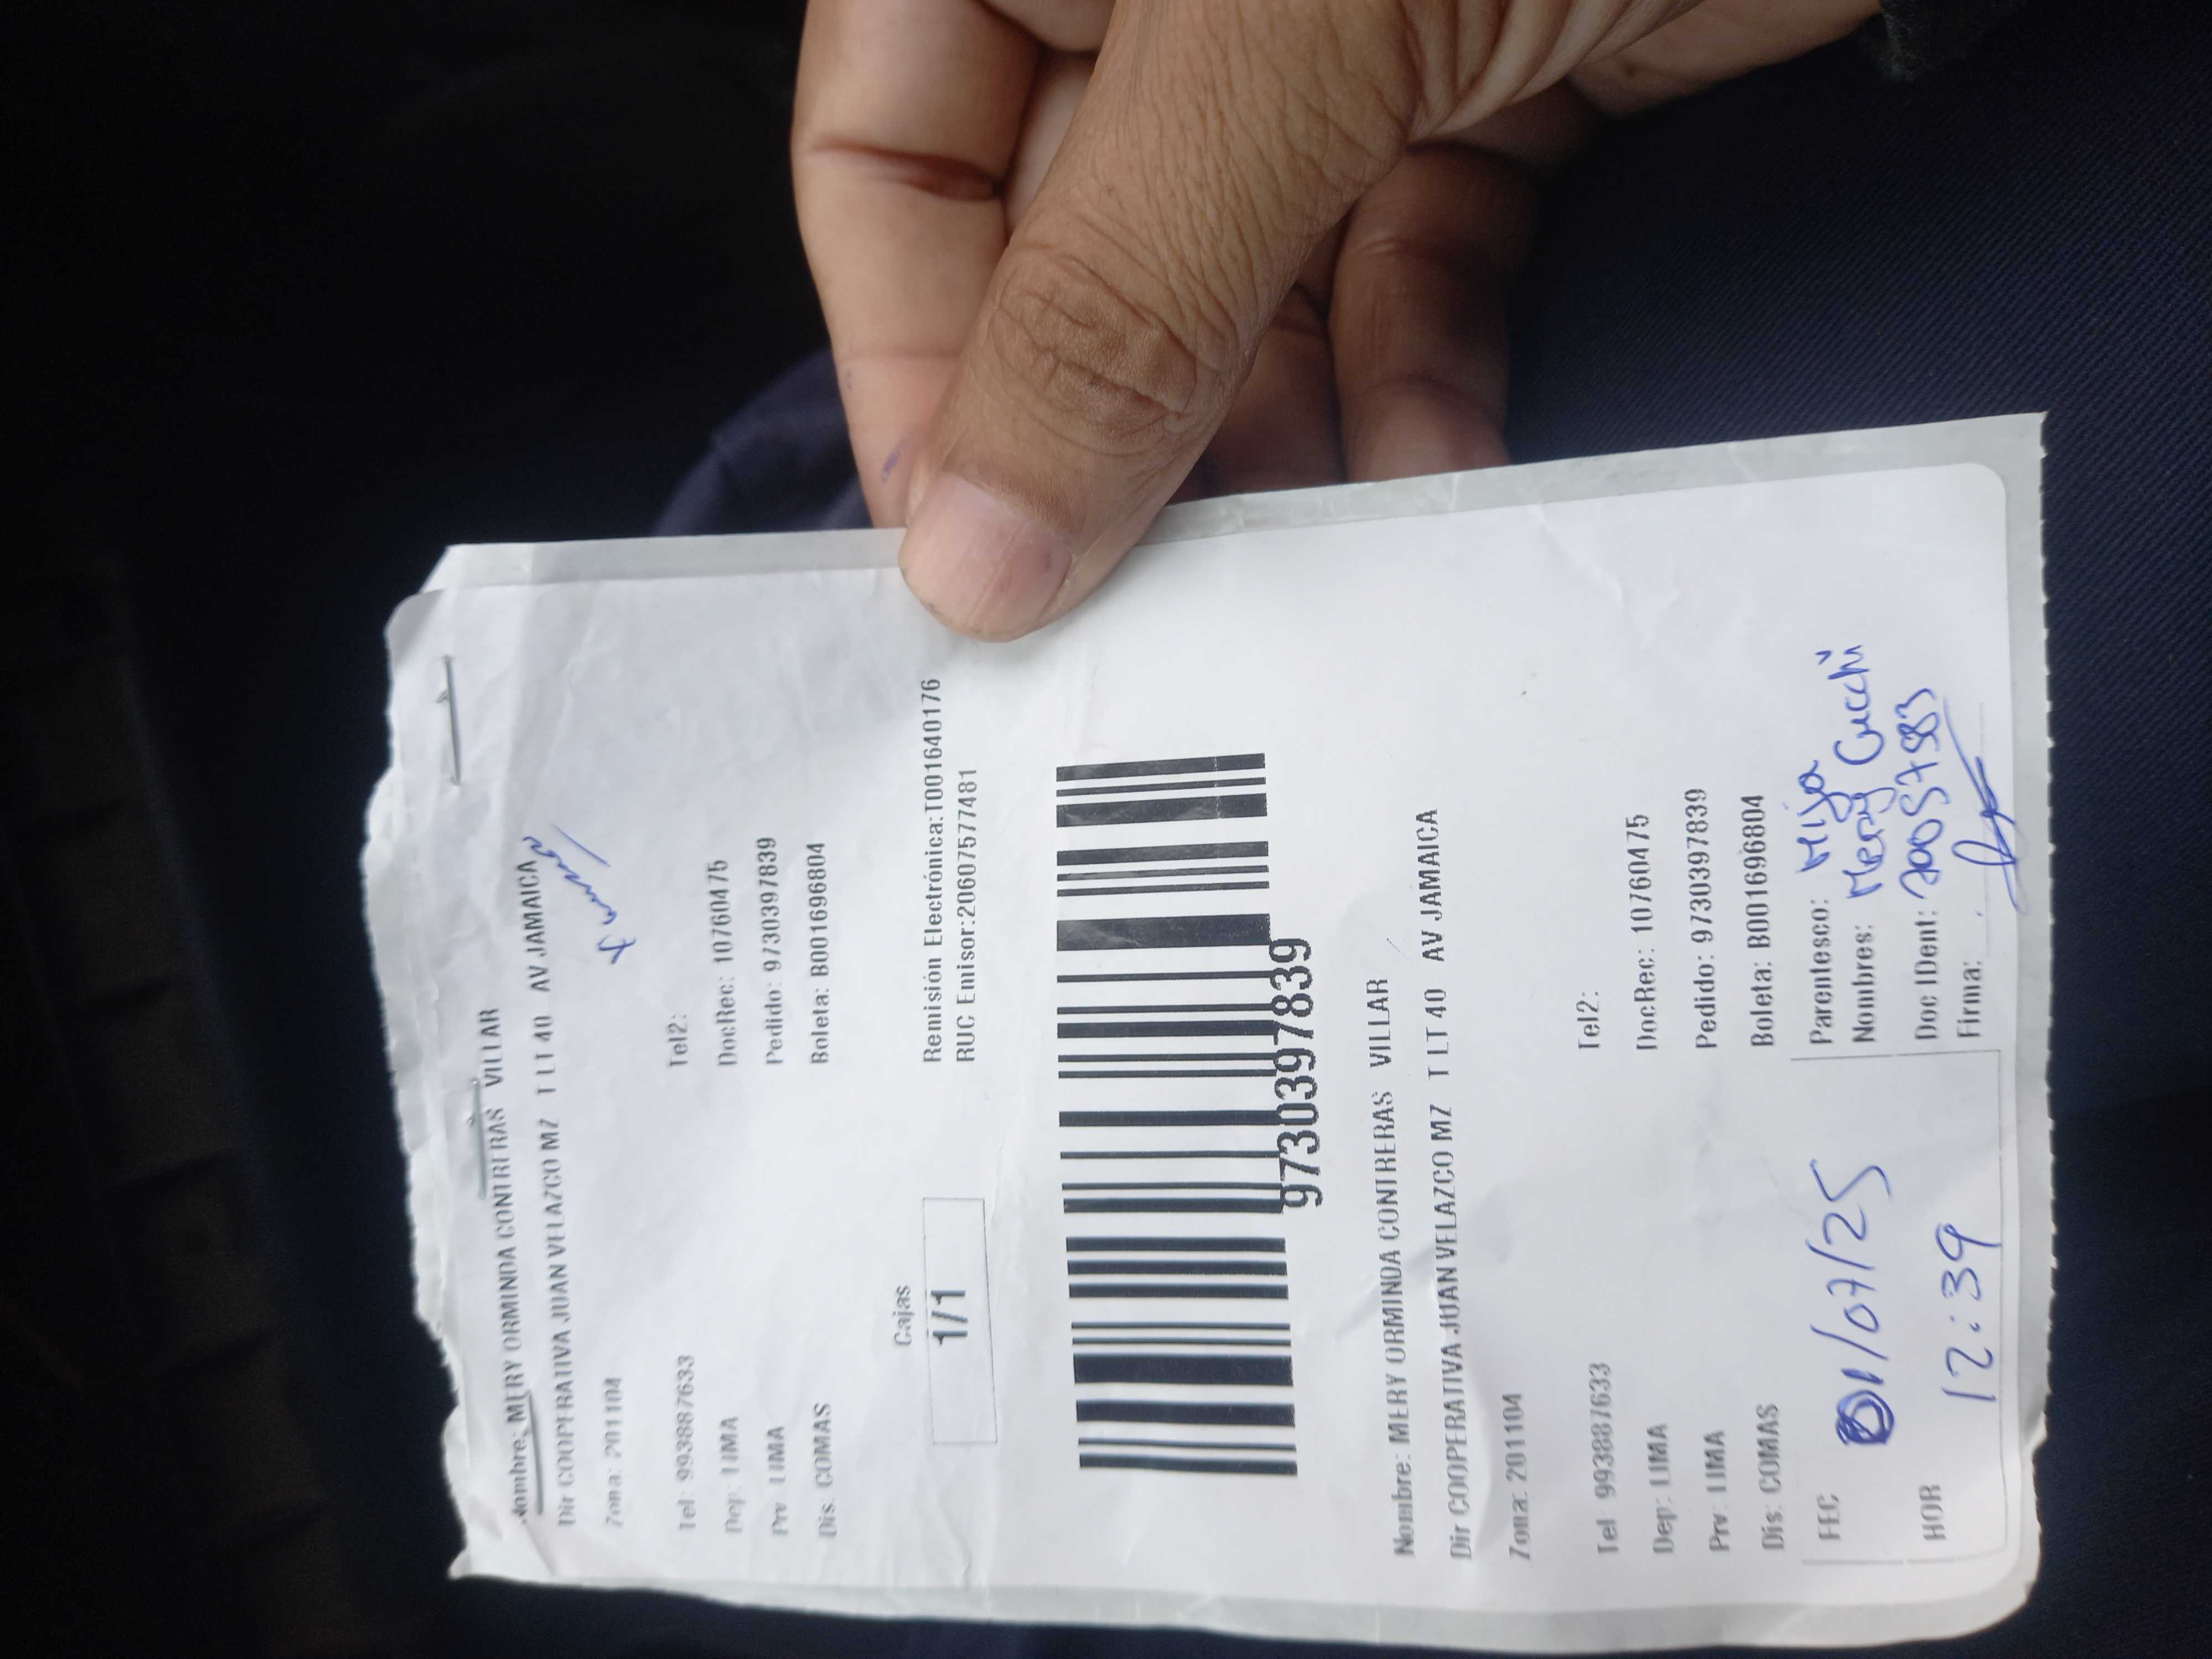 Nombre: MERY ORMINDA CONTRERAS VILLAR
Dir COOPERATIVA JUAN VELAZCO MZ T LT 40 AV JAMAICA
Zona: 201104
Tel: 993887633 Tel2:
Dep: LIMA DocRec: 10760475
Prv LIMA Pedido: 9730397839
Dis: COMAS Boleta: B001696804
Cajas
1/1
Remisión Electrónica:T001640176
RUC Emisor:20607577481
9730397839
Nombre: MERY ORMINDA CONTRERAS VILLAR
Dir COOPERATIVA JUAN VELAZCO MZ T LT 40 AV JAMAICA
Zona: 201104
Tel 993887633 Tel2:
Dep: LIMA DocRec: 10760475
Prv: LIMA Pedido: 9730397839
Dis: COMAS Boleta: B001696804
FEC 01/07/25
Parentesco: Hija
Nombres: Mery Cucchi
HOR 12:39
Doc IDent:
Firma: